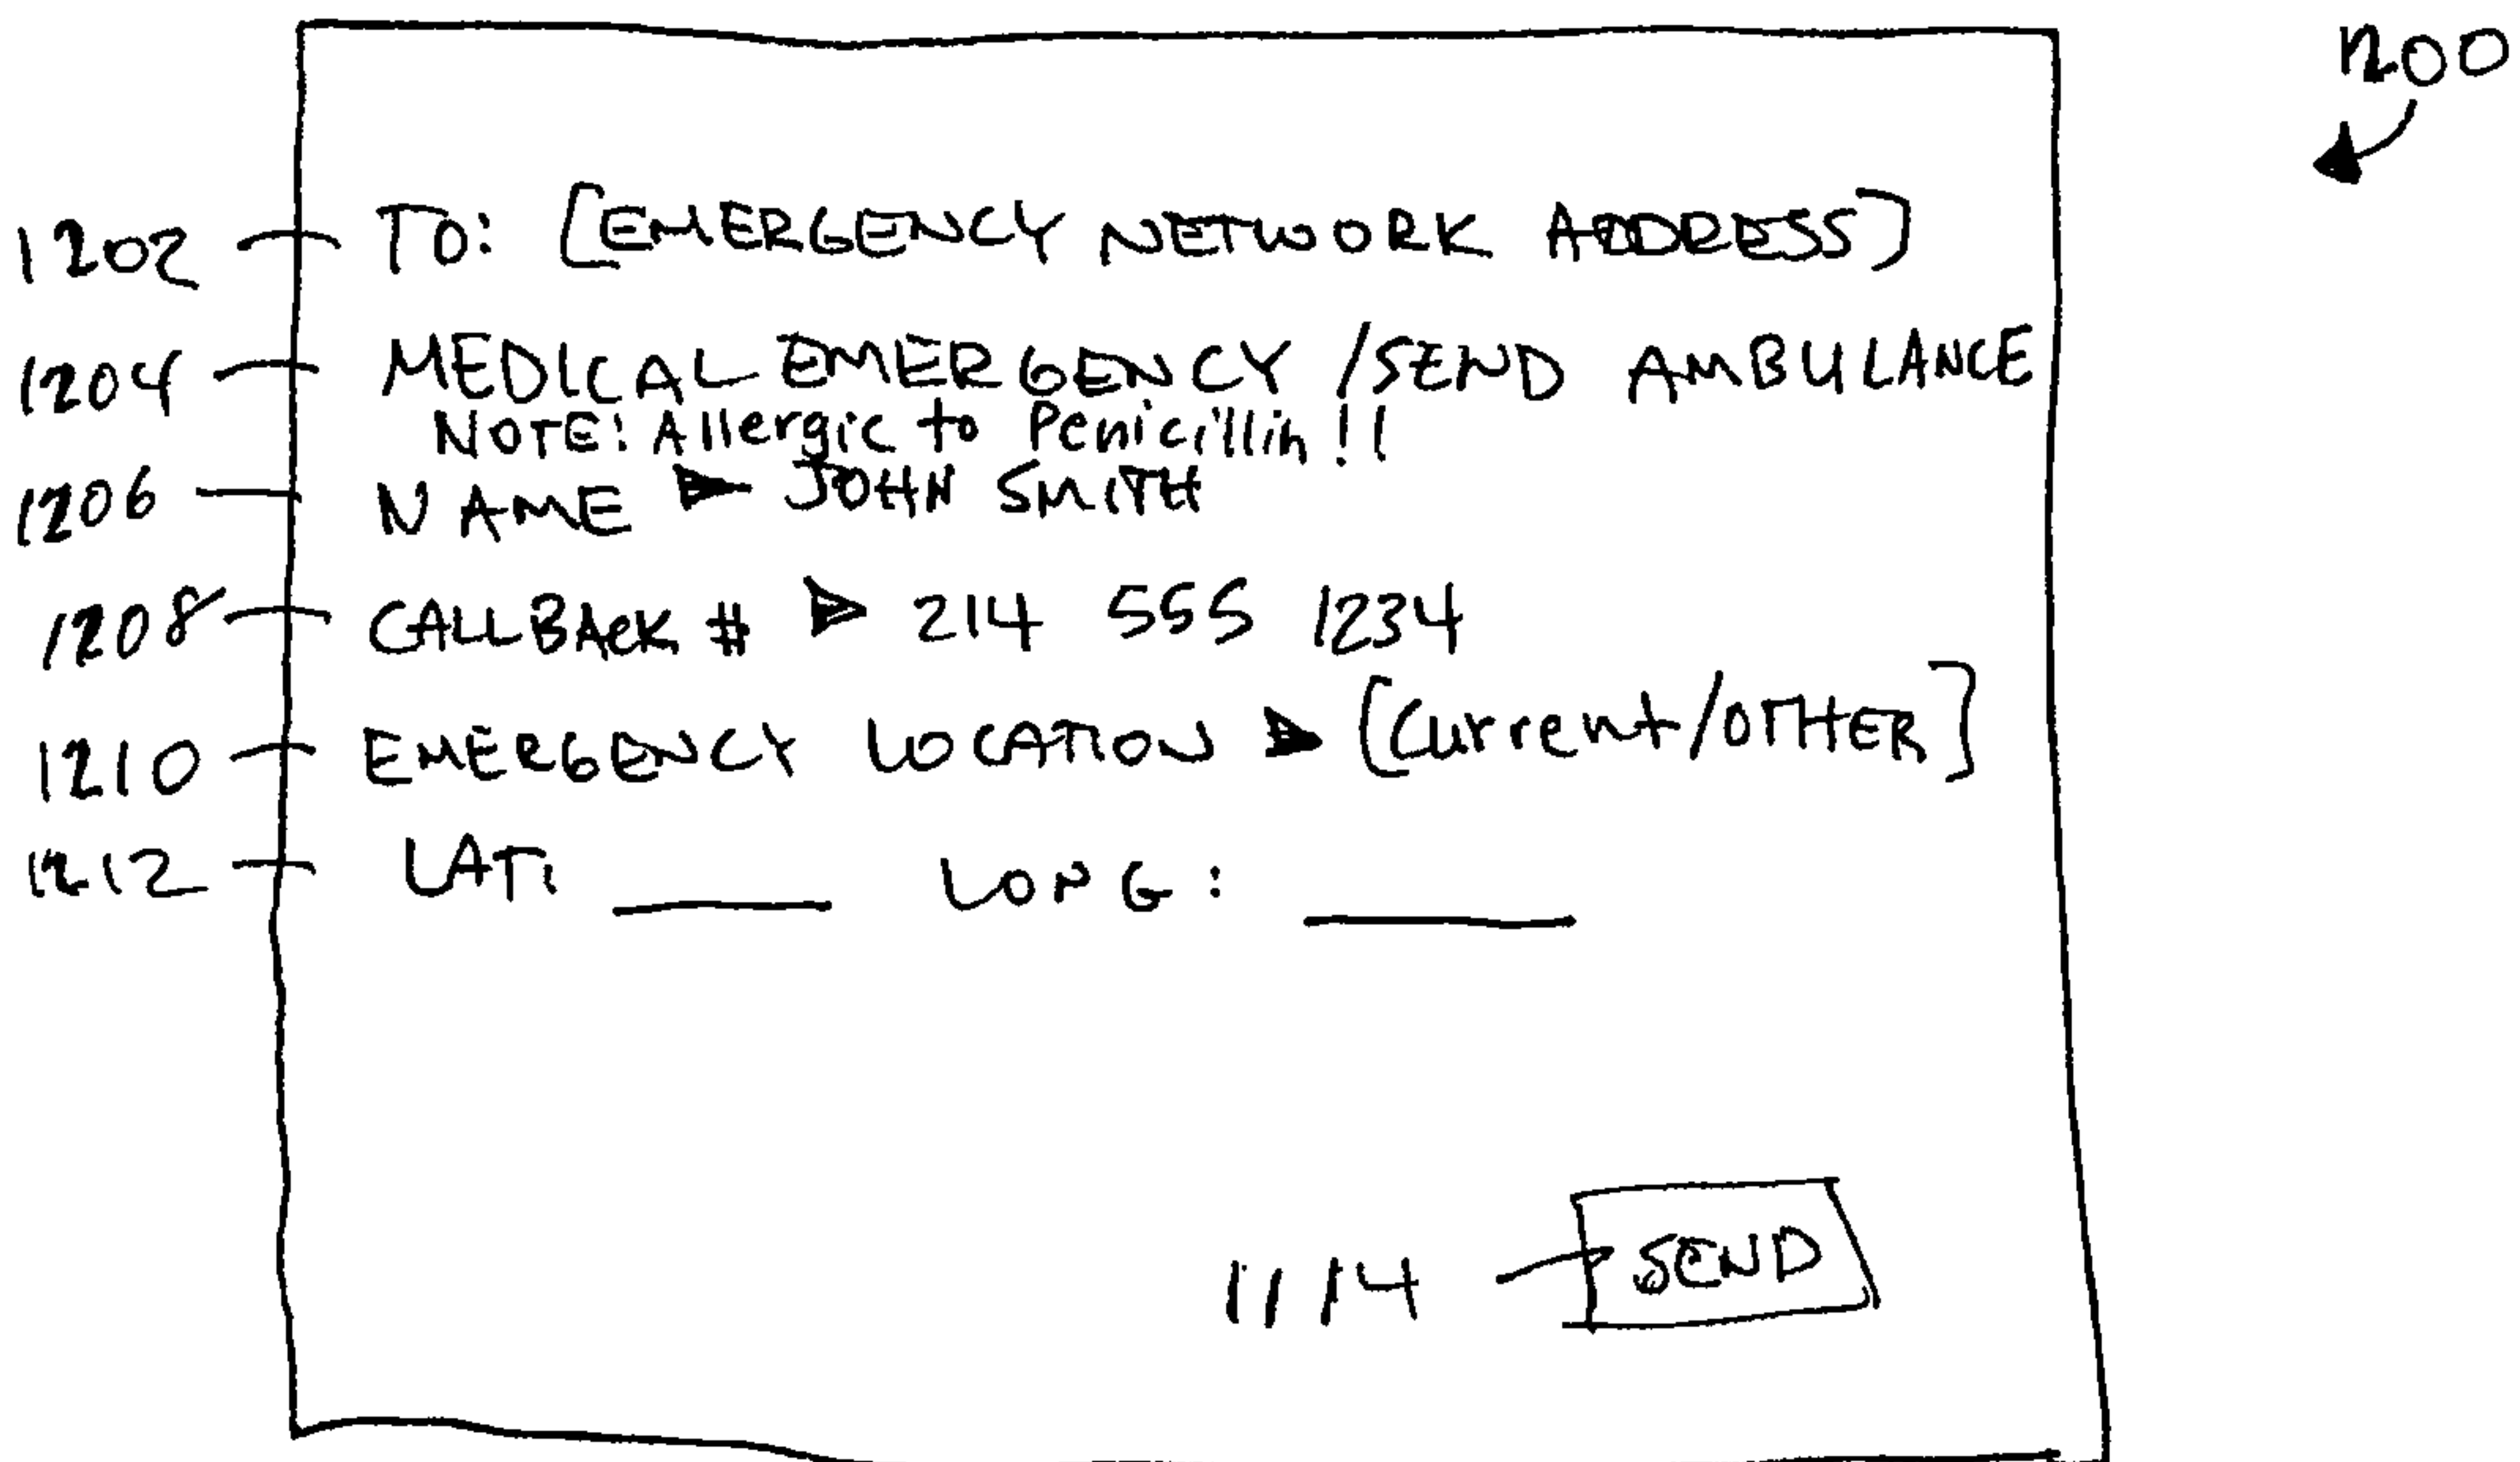 1200
1202 TO: [EMERGENCY NETWORK ADDRESS]
1204 MEDICAL EMERGENCY /SEND AMBULANCE
NOTE: Allergic to Penicillin!!
1206 NAME ▶ JOHN SMITH
1208 CALLBACK # ▶ 214 555 1234
1210 EMERGENCY LOCATION ▶ [Current/OTHER]
1212 LAT: ____ LONG: ____
1114 SEND